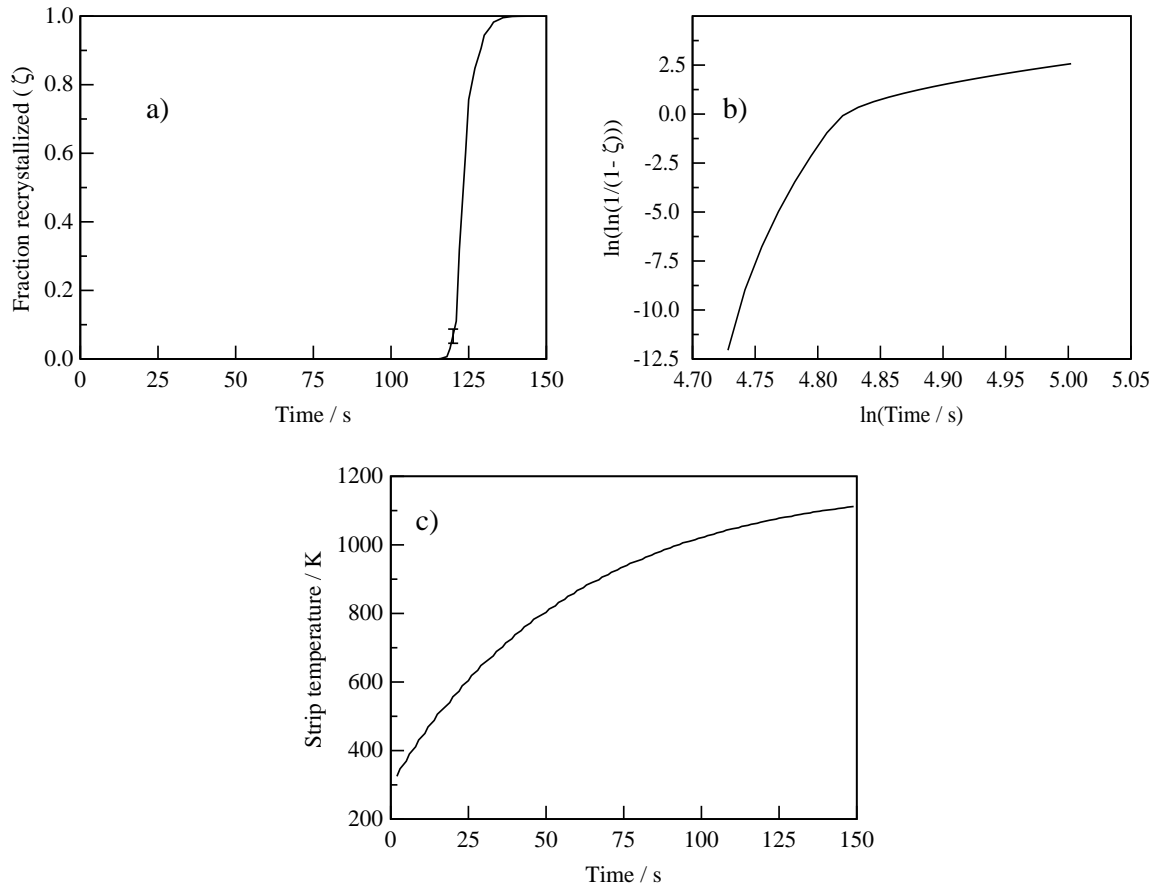 a)
Fraction recrystallized (ζ)
1.0
0.8
0.6
0.4
0.2
0.0
0 25 50 75 100 125 150
Time / s
b)
ln(ln(1/(1- ζ)))
2.5
0.0
-2.5
-5.0
-7.5
-10.0
-12.5
4.70 4.75 4.80 4.85 4.90 4.95 5.00 5.05
ln(Time / s)
c)
Strip temperature / K
1200
1000
800
600
400
200
0 25 50 75 100 125 150
Time / s